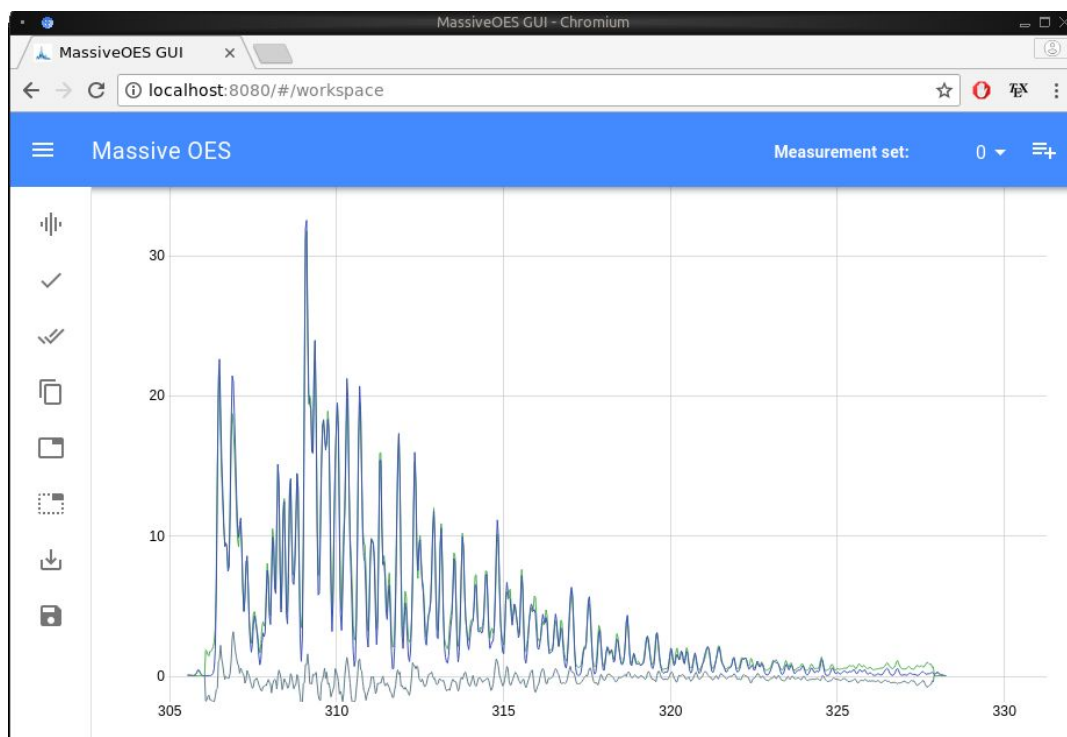 MassiveOES GUI - Chromium
MassiveOES GUI
localhost:8080/#/workspace
TEX
Massive OES
Measurement set: 0
30
20
10
0
305 310 315 320 325 330